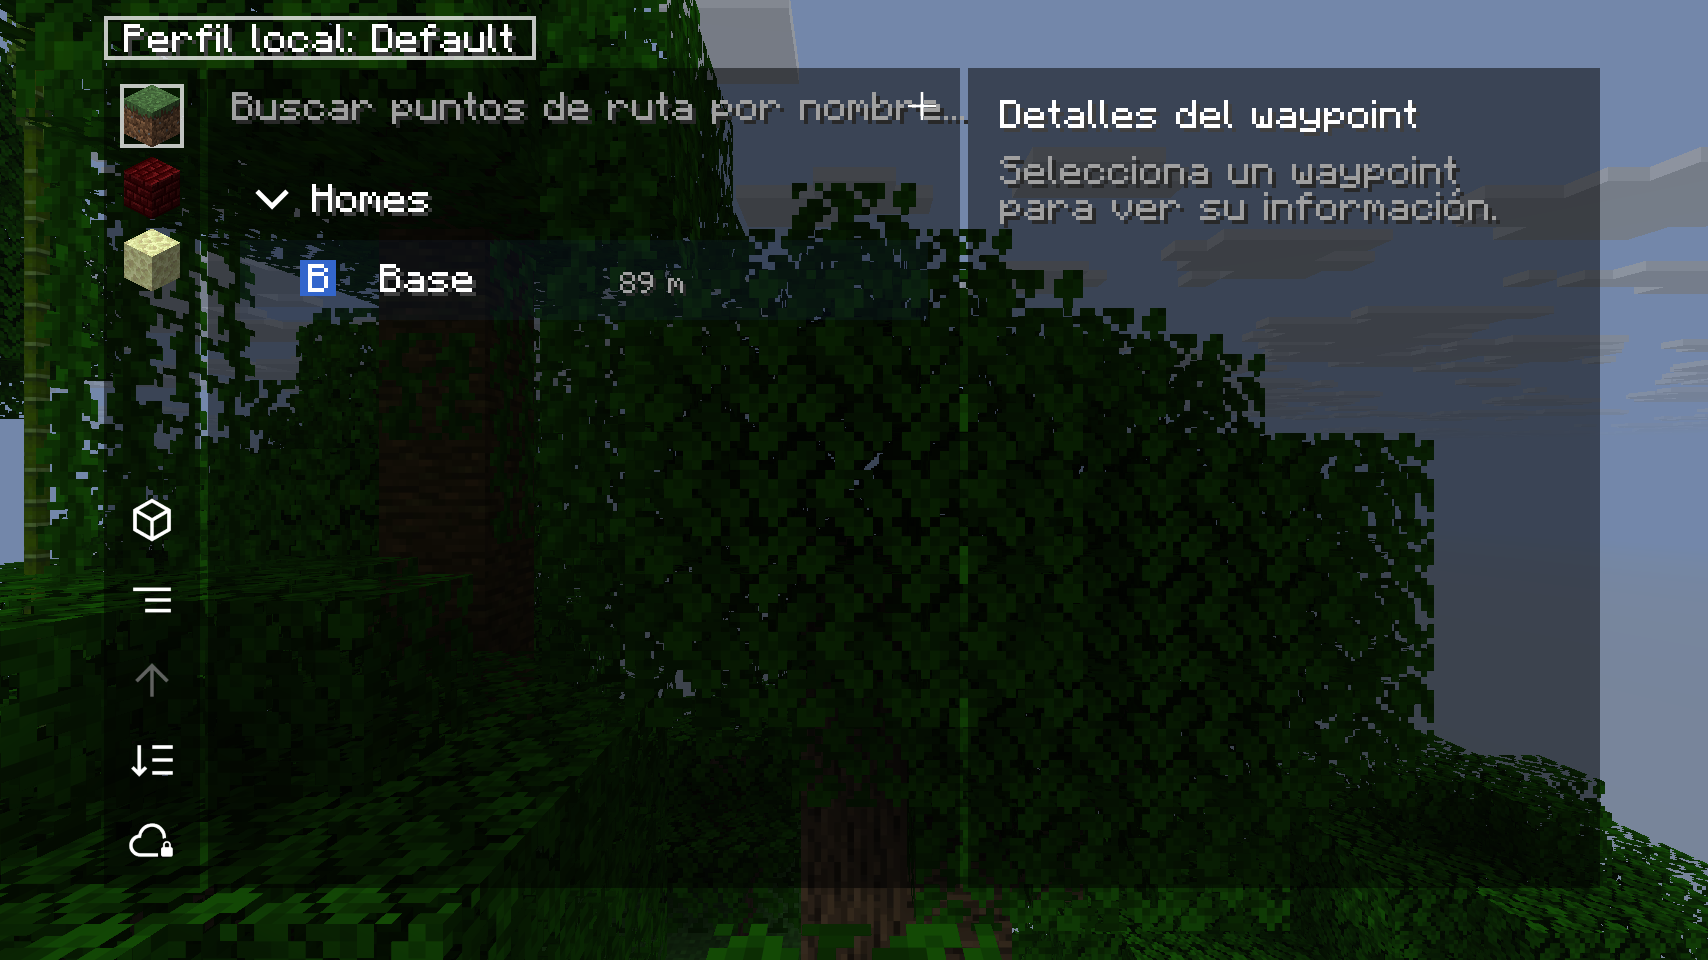 Perfil local: Default
Buscar puntos de ruta por nombre...
Homes
B Base 89 m
Detalles del waypoint
Selecciona un waypoint
para ver su información.